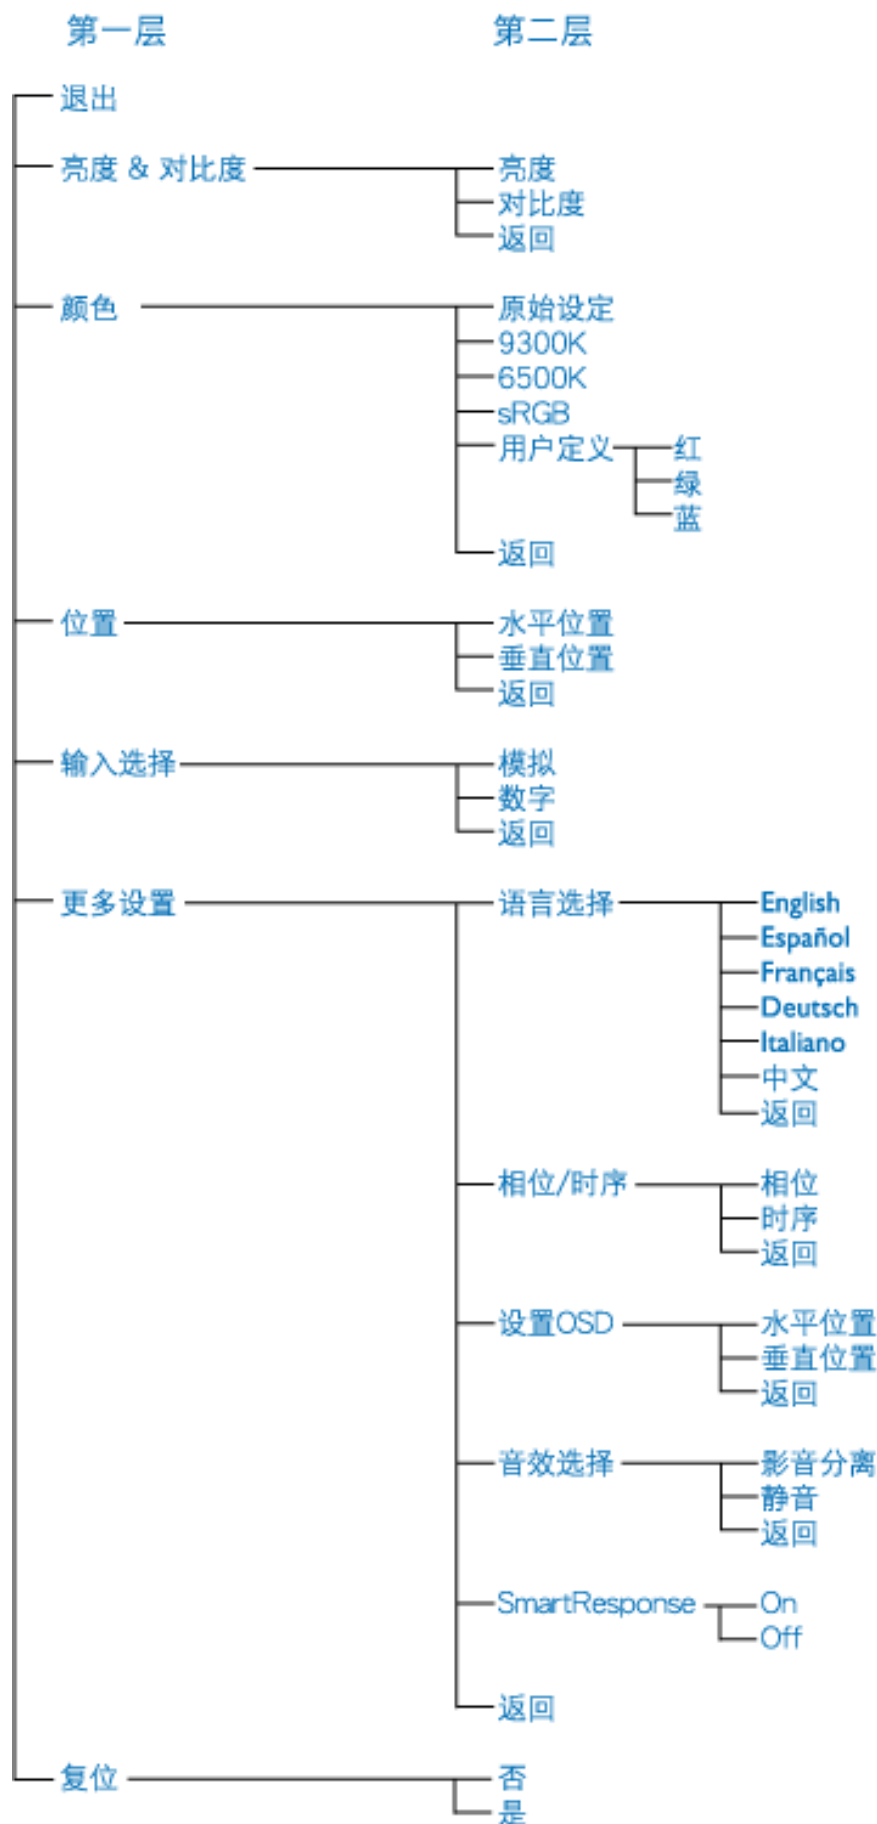 第一层 第二层
退出
亮度 & 对比度 亮度
对比度
返回
颜色 原始设定
9300K
6500K
sRGB
用户定义 红
绿
蓝
返回
位置 水平位置
垂直位置
返回
输入选择 模拟
数字
返回
更多设置 语言选择 English
Español
Français
Deutsch
Italiano
中文
返回
相位/时序 相位
时序
返回
设置OSD 水平位置
垂直位置
返回
音效选择 影音分离
静音
返回
SmartResponse On
Off
返回
复位 否
是